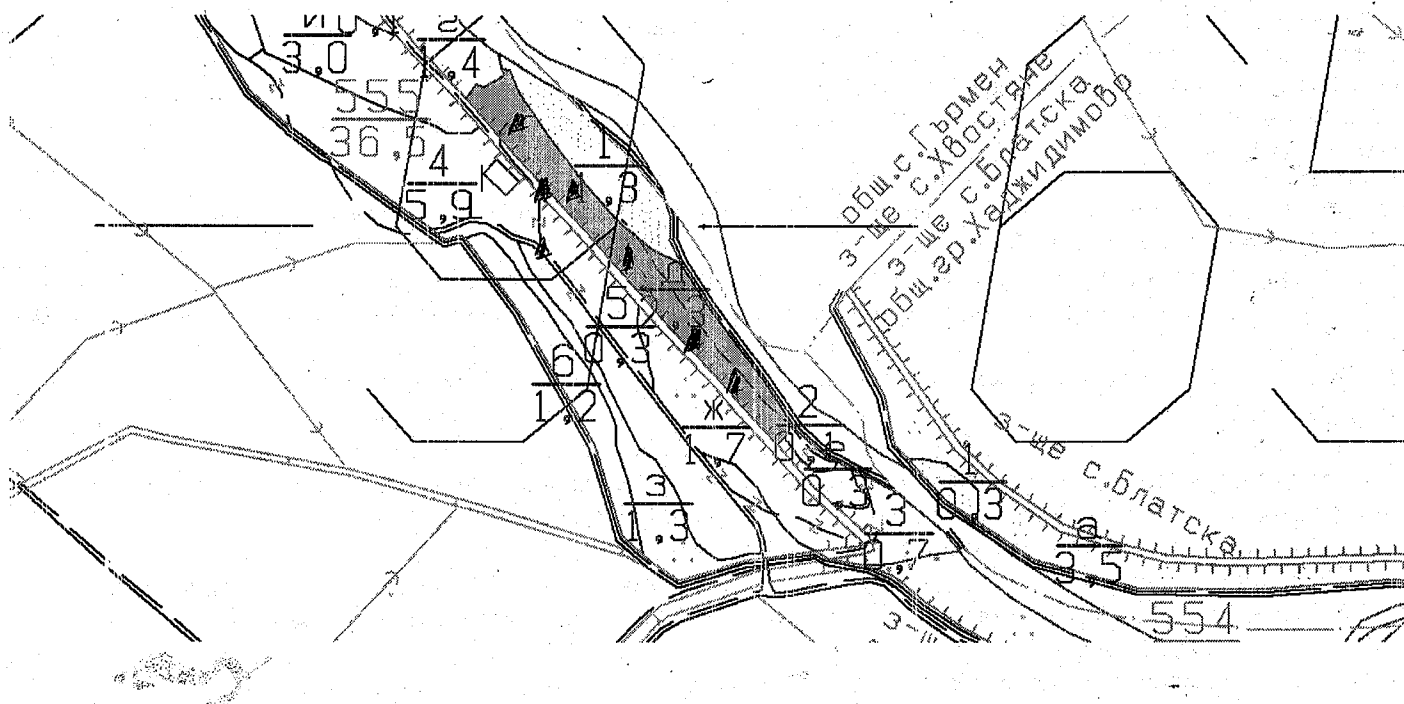 и
3,0
г
1,4
555
36,5
4
5,9
1
1,3
общ.с.Гърмен
з-ще с.Хвостяне
з-ще с.Блатска
общ.гр.Хаджидимово
д
5
0,3
6
1,2
ж
1,7
2
0,1
е
0,3
з
1,3
3
0,7
1
0,3
з-ще с.Блатска
а
3,5
554